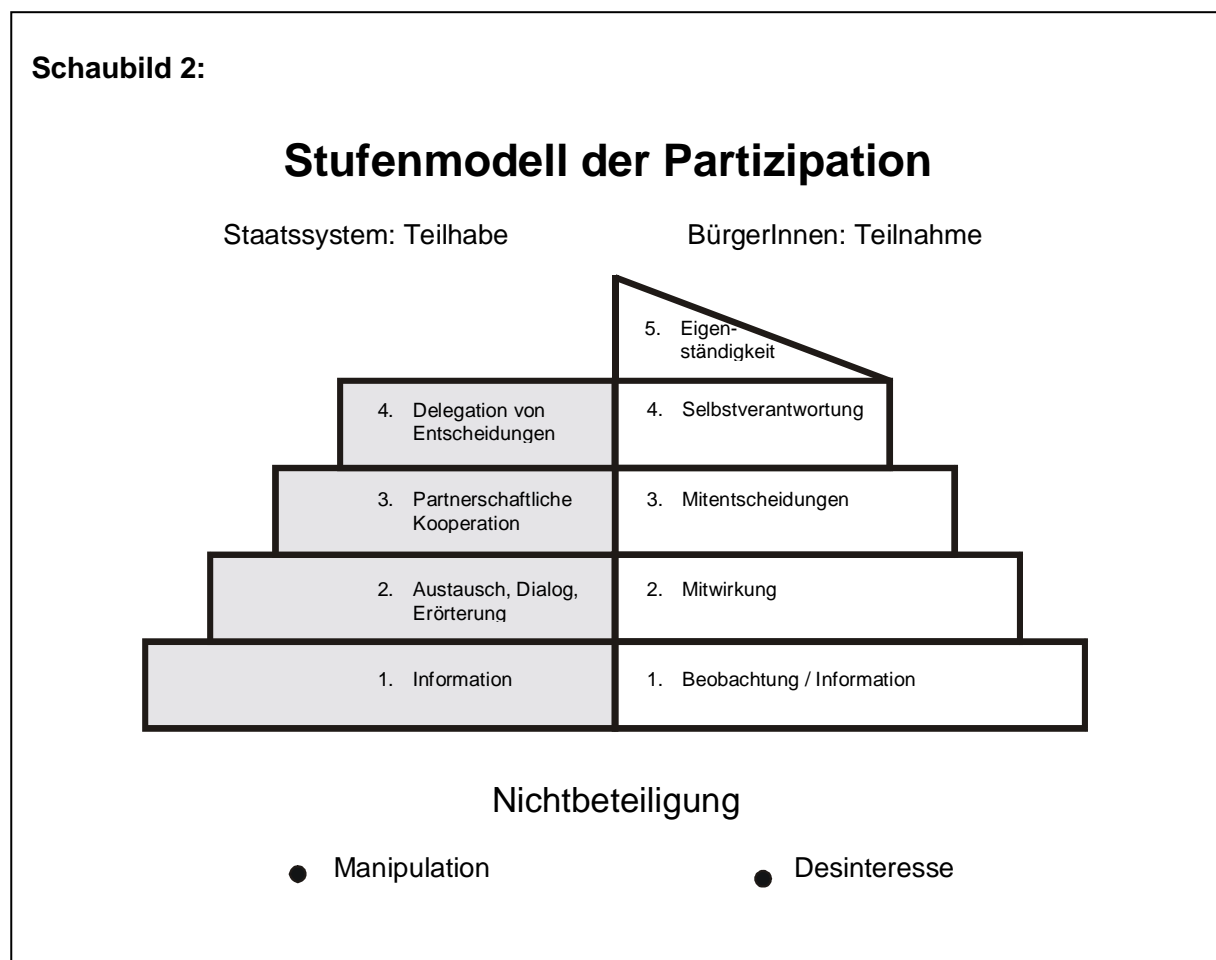 Schaubild 2:
Stufenmodell der Partizipation
Staatssystem: Teilhabe
BürgerInnen: Teilnahme
5. Eigen-
ständigkeit
4. Delegation von
Entscheidungen
4. Selbstverantwortung
3. Partnerschaftliche
Kooperation
3. Mitentscheidungen
2. Austausch, Dialog,
Erörterung
2. Mitwirkung
1. Information
1. Beobachtung / Information
Nichtbeteiligung
● Manipulation
● Desinteresse